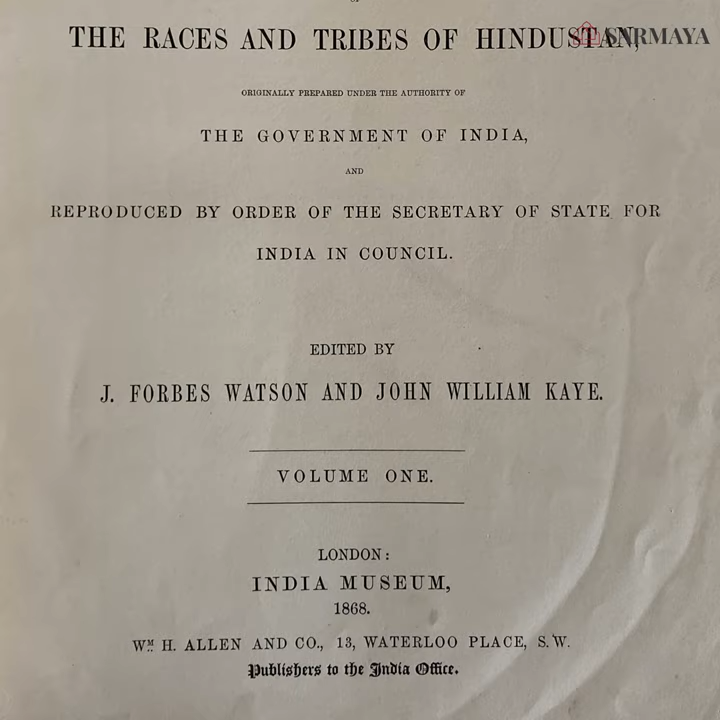 OF
THE RACES AND TRIBES OF HINDUSTAN,
SARMAYA
ORIGINALLY PREPARED UNDER THE AUTHORITY OF
THE GOVERNMENT OF INDIA,
AND
REPRODUCED BY ORDER OF THE SECRETARY OF STATE FOR
INDIA IN COUNCIL.
EDITED BY
J. FORBES WATSON AND JOHN WILLIAM KAYE.
VOLUME ONE.
LONDON:
INDIA MUSEUM,
1868.
WM. H. ALLEN AND CO., 13, WATERLOO PLACE, S.W.
Publishers to the India Office.